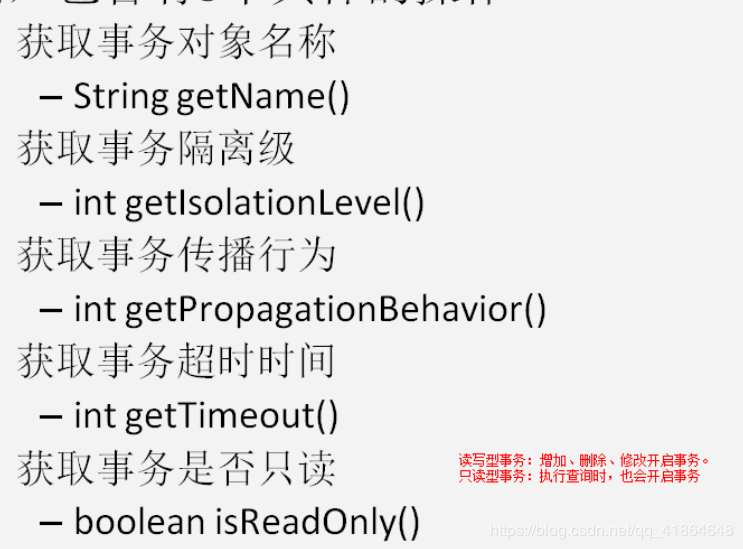 获取事务对象名称
– String getName()
获取事务隔离级
– int getIsolationLevel()
获取事务传播行为
– int getPropagationBehavior()
获取事务超时时间
– int getTimeout()
获取事务是否只读
读写型事务：增加、删除、修改开启事务。
只读型事务：执行查询时，也会开启事务
– boolean isReadOnly()
https://blog.csdn.net/qq_41864648